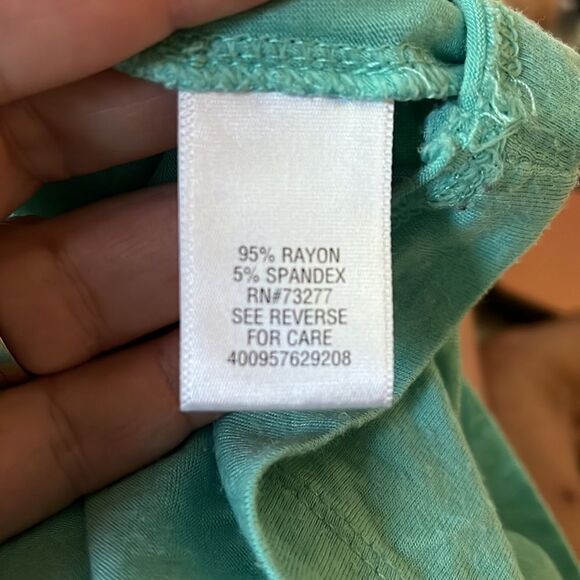 95% RAYON
5% SPANDEX
RN#73277
SEE REVERSE
FOR CARE
400957629208